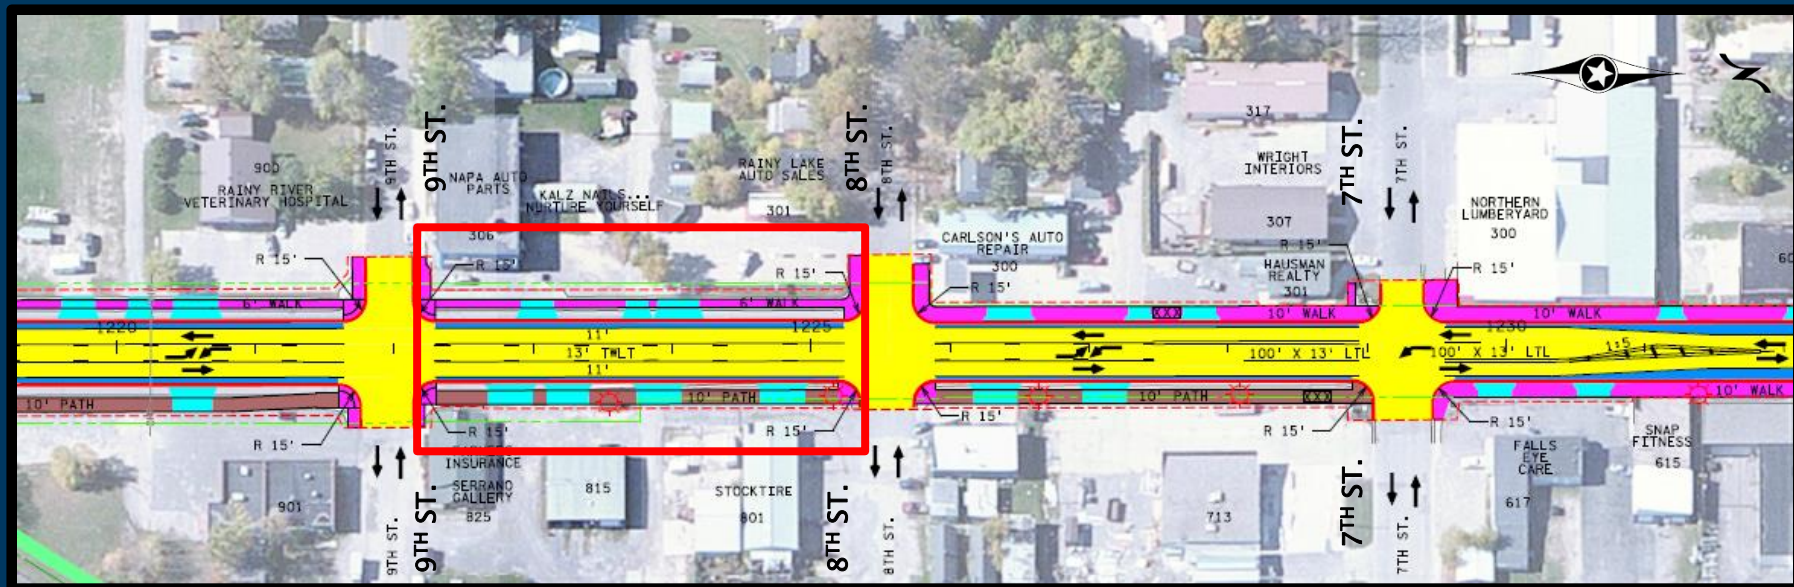 9TH ST.
9TH ST.
8TH ST.
8TH ST.
7TH ST.
7TH ST.
317
900
RAINY RIVER
VETERINARY HOSPITAL
NAPA AUTO
PARTS
KALZ NAILS...
NURTURE YOURSELF
306
RAINY LAKE
AUTO SALES
301
CARLSON'S AUTO
REPAIR
300
WRIGHT
INTERIORS
307
HAUSMAN
REALTY
301
NORTHERN
LUMBERYARD
300
60
R 15'
R 15'
R 15'
R 15'
R 15'
R 15'
6' WALK
6' WALK
10' WALK
10' WALK
1220
1225
1230
11'
13' TWLT
11'
100' X 13' LTL
100' X 13' LTL
1:5
10' PATH
10' PATH
10' PATH
10' WALK
R 15'
R 15'
R 15'
R 15'
R 15'
R 15'
901
INSURANCE
SERRANO
GALLERY
825
815
STOCKTIRE
801
713
FALLS
EYE
CARE
617
SNAP
FITNESS
615
9TH ST.
9TH ST.
8TH ST.
8TH ST.
7TH ST.
7TH ST.